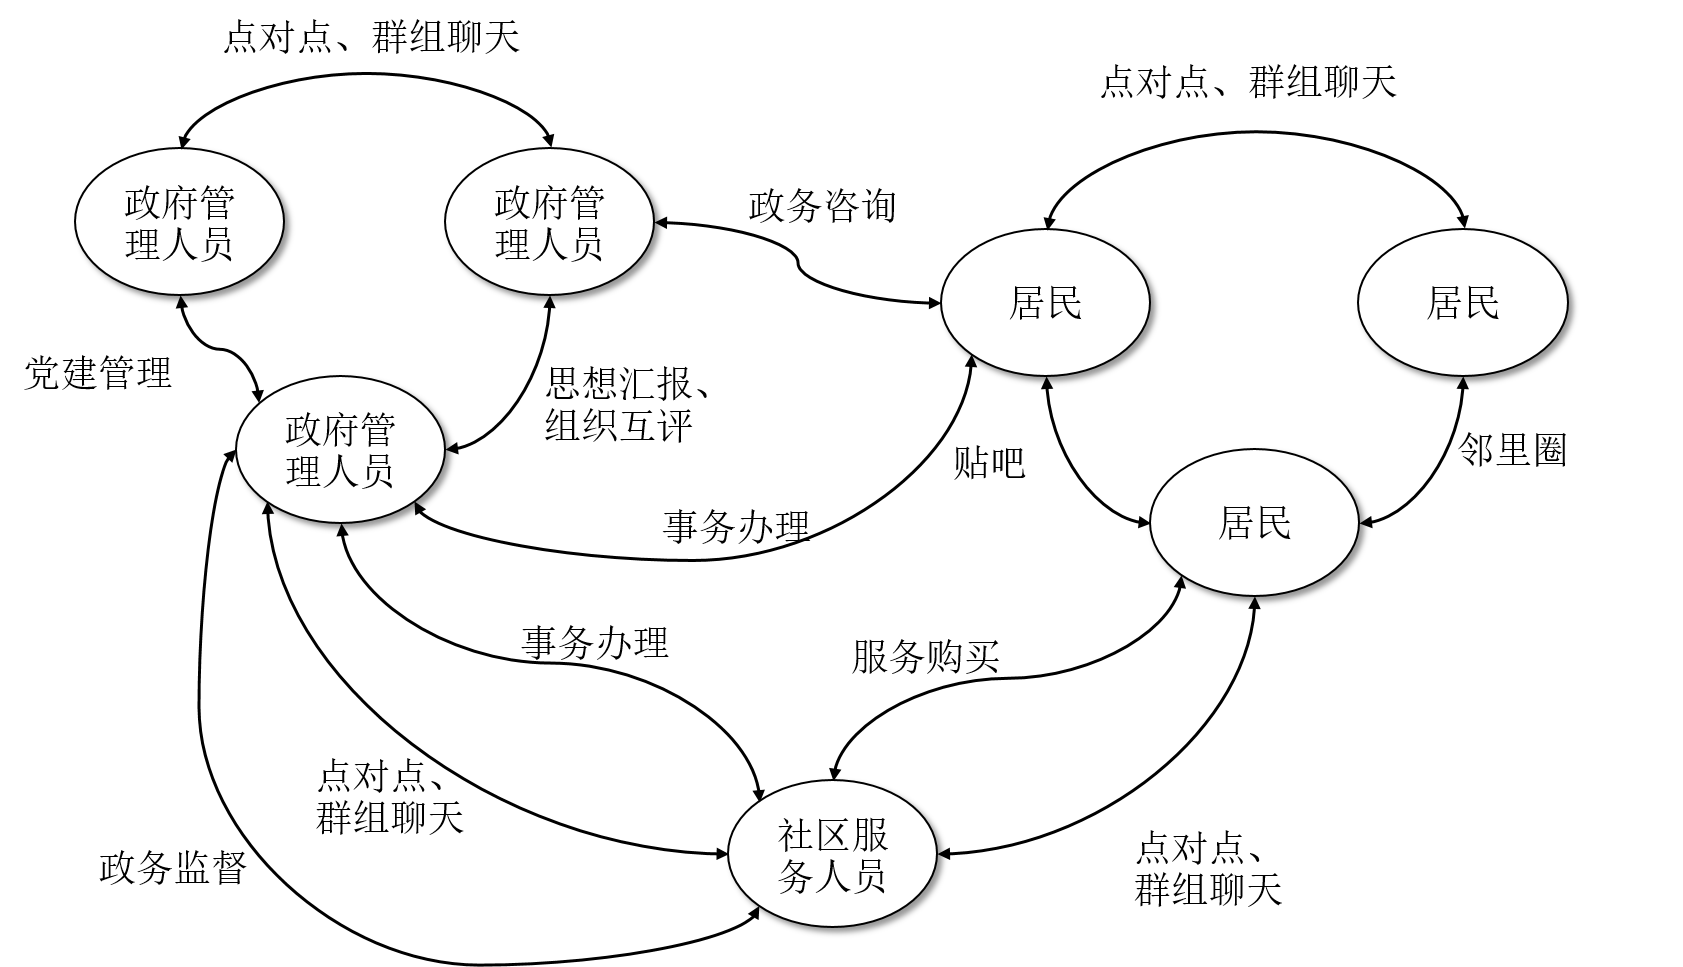 点对点、群组聊天
点对点、群组聊天
政府管
理人员
政府管
理人员
政务咨询
居民
居民
党建管理
思想汇报、
组织互评
政府管
理人员
贴吧
邻里圈
事务办理
居民
事务办理
服务购买
点对点、
群组聊天
政务监督
社区服
务人员
点对点、
群组聊天